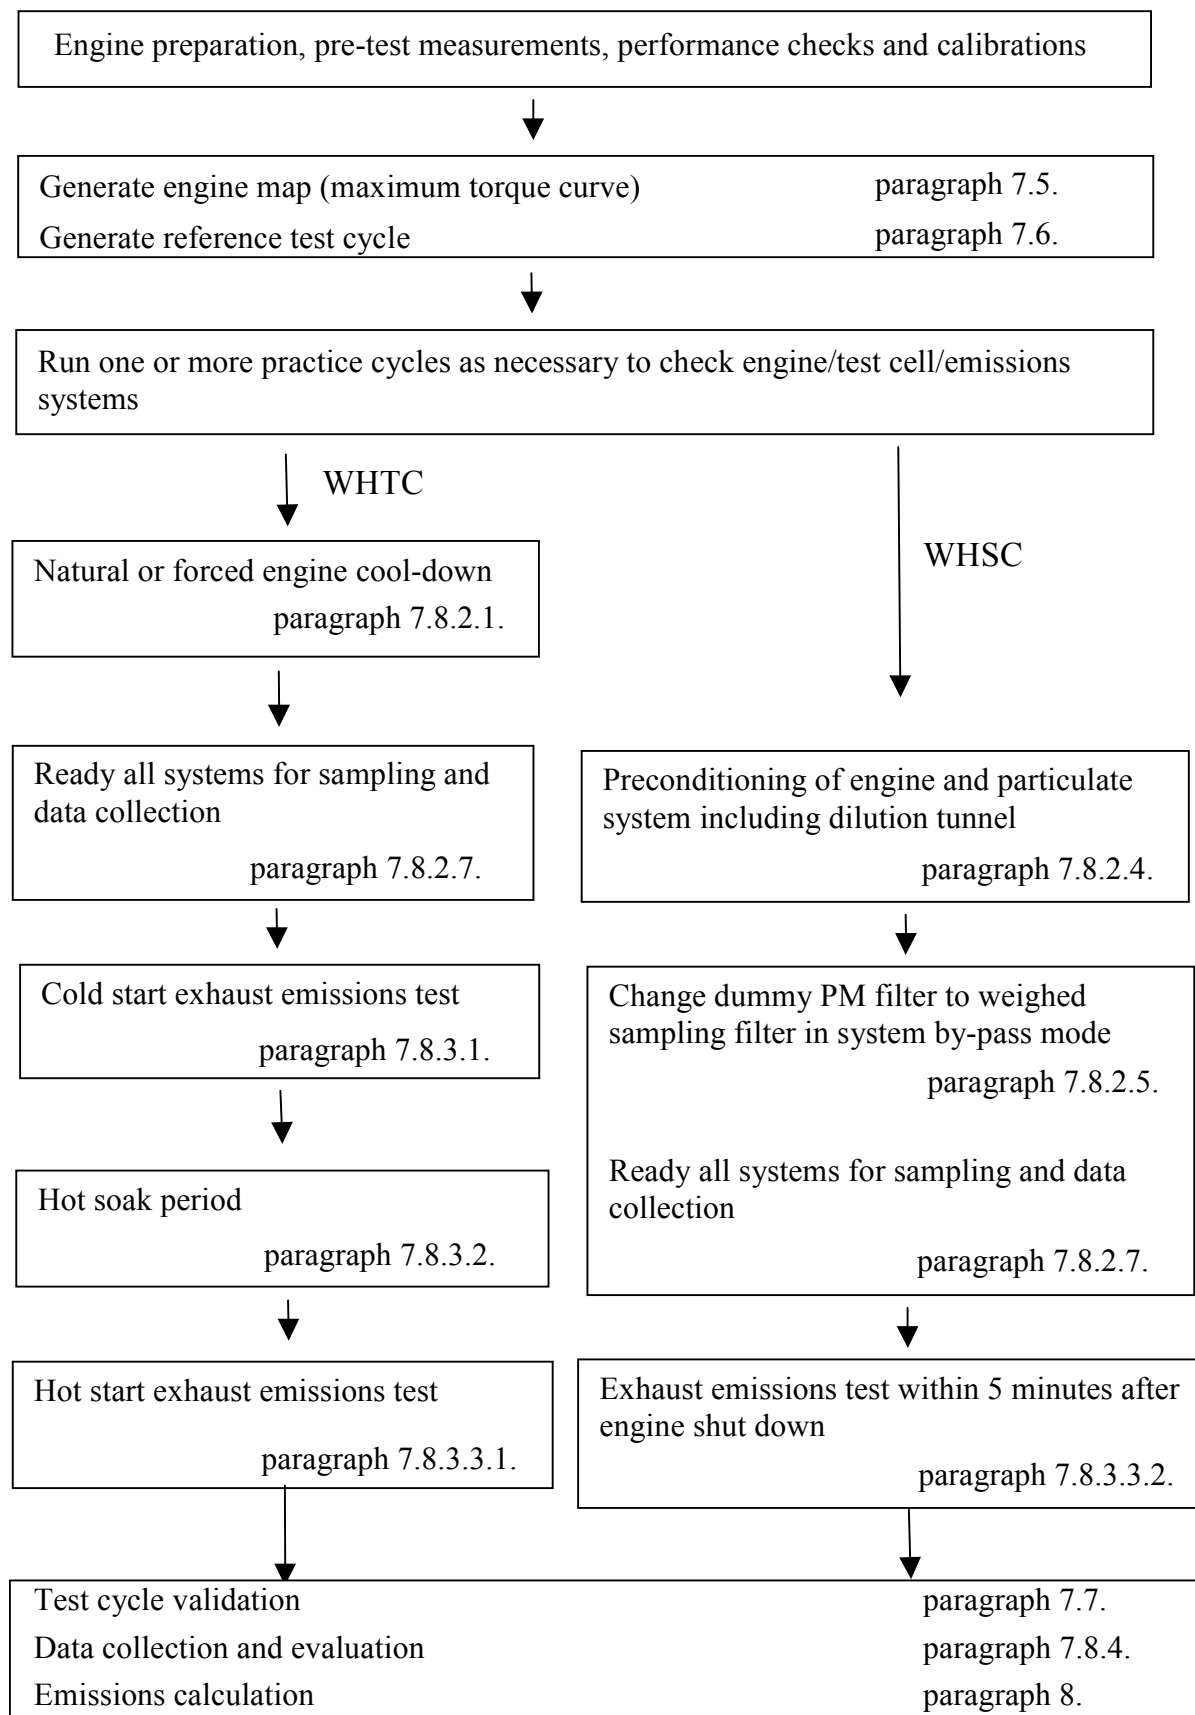 Engine preparation, pre-test measurements, performance checks and calibrations
Generate engine map (maximum torque curve) paragraph 7.5.
Generate reference test cycle paragraph 7.6.
Run one or more practice cycles as necessary to check engine/test cell/emissions
systems
WHTC
Natural or forced engine cool-down
paragraph 7.8.2.1.
Ready all systems for sampling and
data collection
paragraph 7.8.2.7.
Cold start exhaust emissions test
paragraph 7.8.3.1.
Hot soak period
paragraph 7.8.3.2.
Hot start exhaust emissions test
paragraph 7.8.3.3.1.
WHSC
Preconditioning of engine and particulate
system including dilution tunnel
paragraph 7.8.2.4.
Change dummy PM filter to weighed
sampling filter in system by-pass mode
paragraph 7.8.2.5.
Ready all systems for sampling and data
collection
paragraph 7.8.2.7.
Exhaust emissions test within 5 minutes after
engine shut down
paragraph 7.8.3.3.2.
Test cycle validation paragraph 7.7.
Data collection and evaluation paragraph 7.8.4.
Emissions calculation paragraph 8.